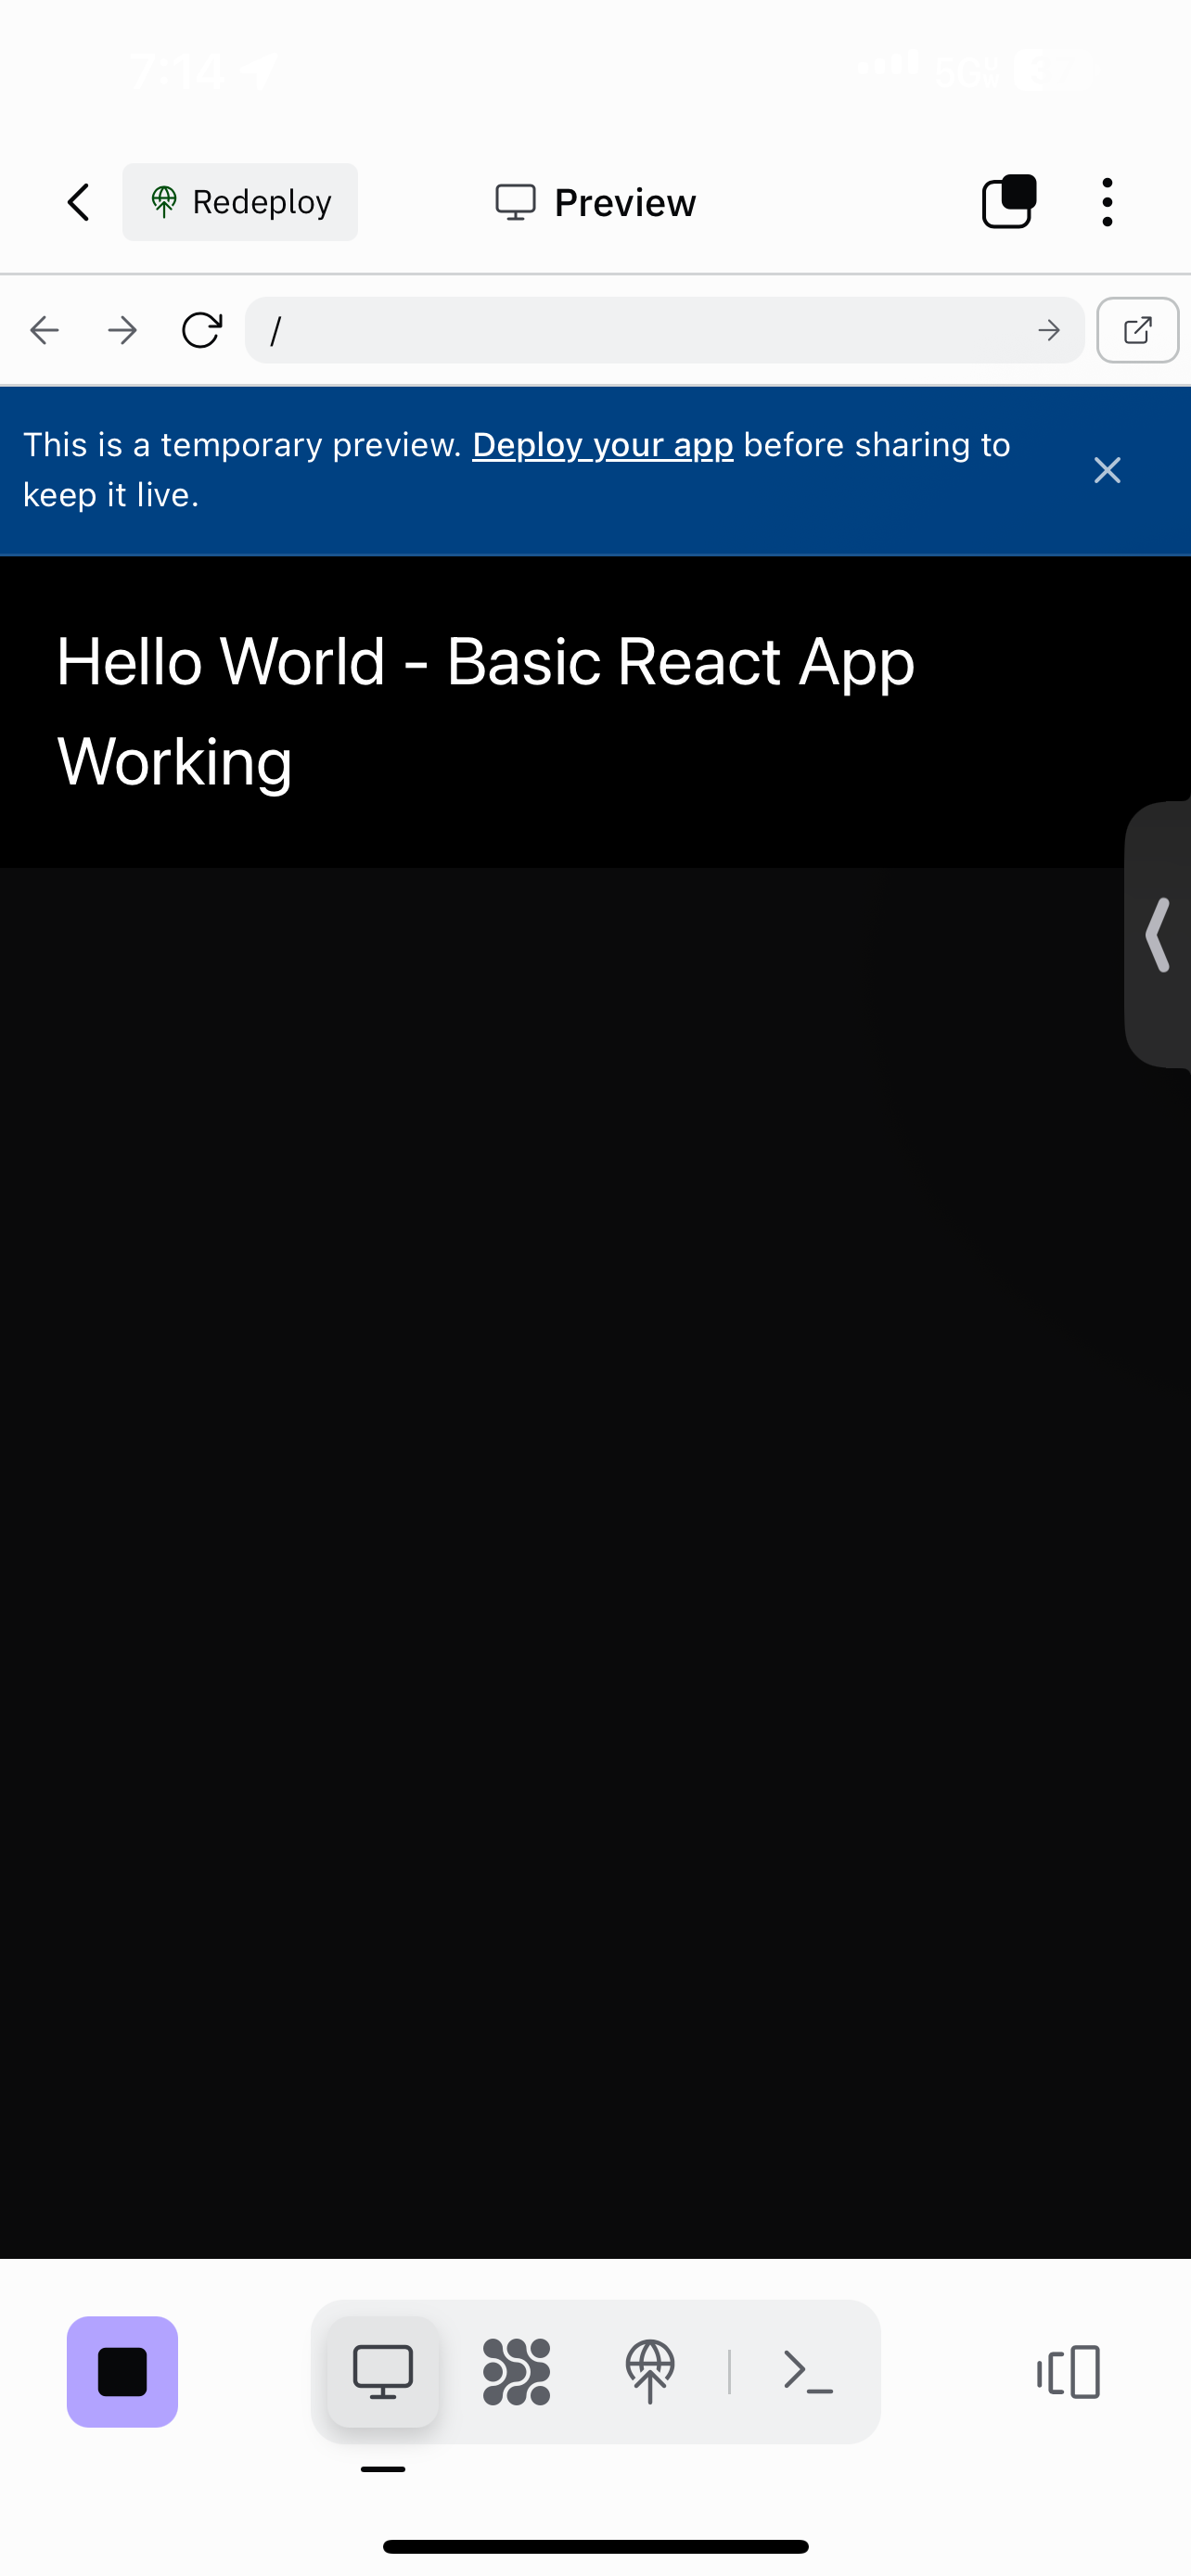 7:14
5G
Redeploy
Preview
/
This is a temporary preview. Deploy your app before sharing to
keep it live.
Hello World - Basic React App
Working